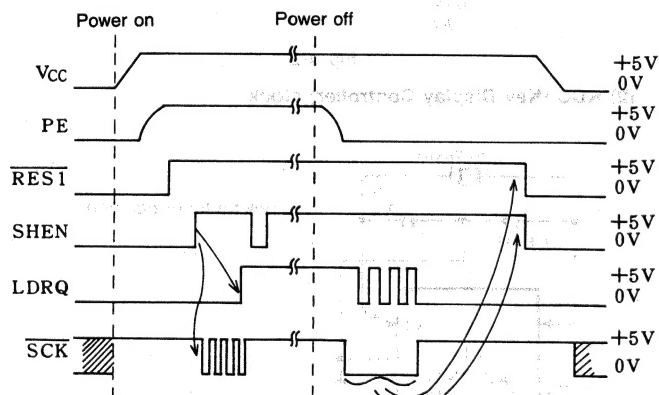 Power on Power off
VCC +5V
0V
PE +5V
0V
RES1 +5V
0V
SHEN +5V
0V
LDRQ +5V
0V
SCK +5V
0V